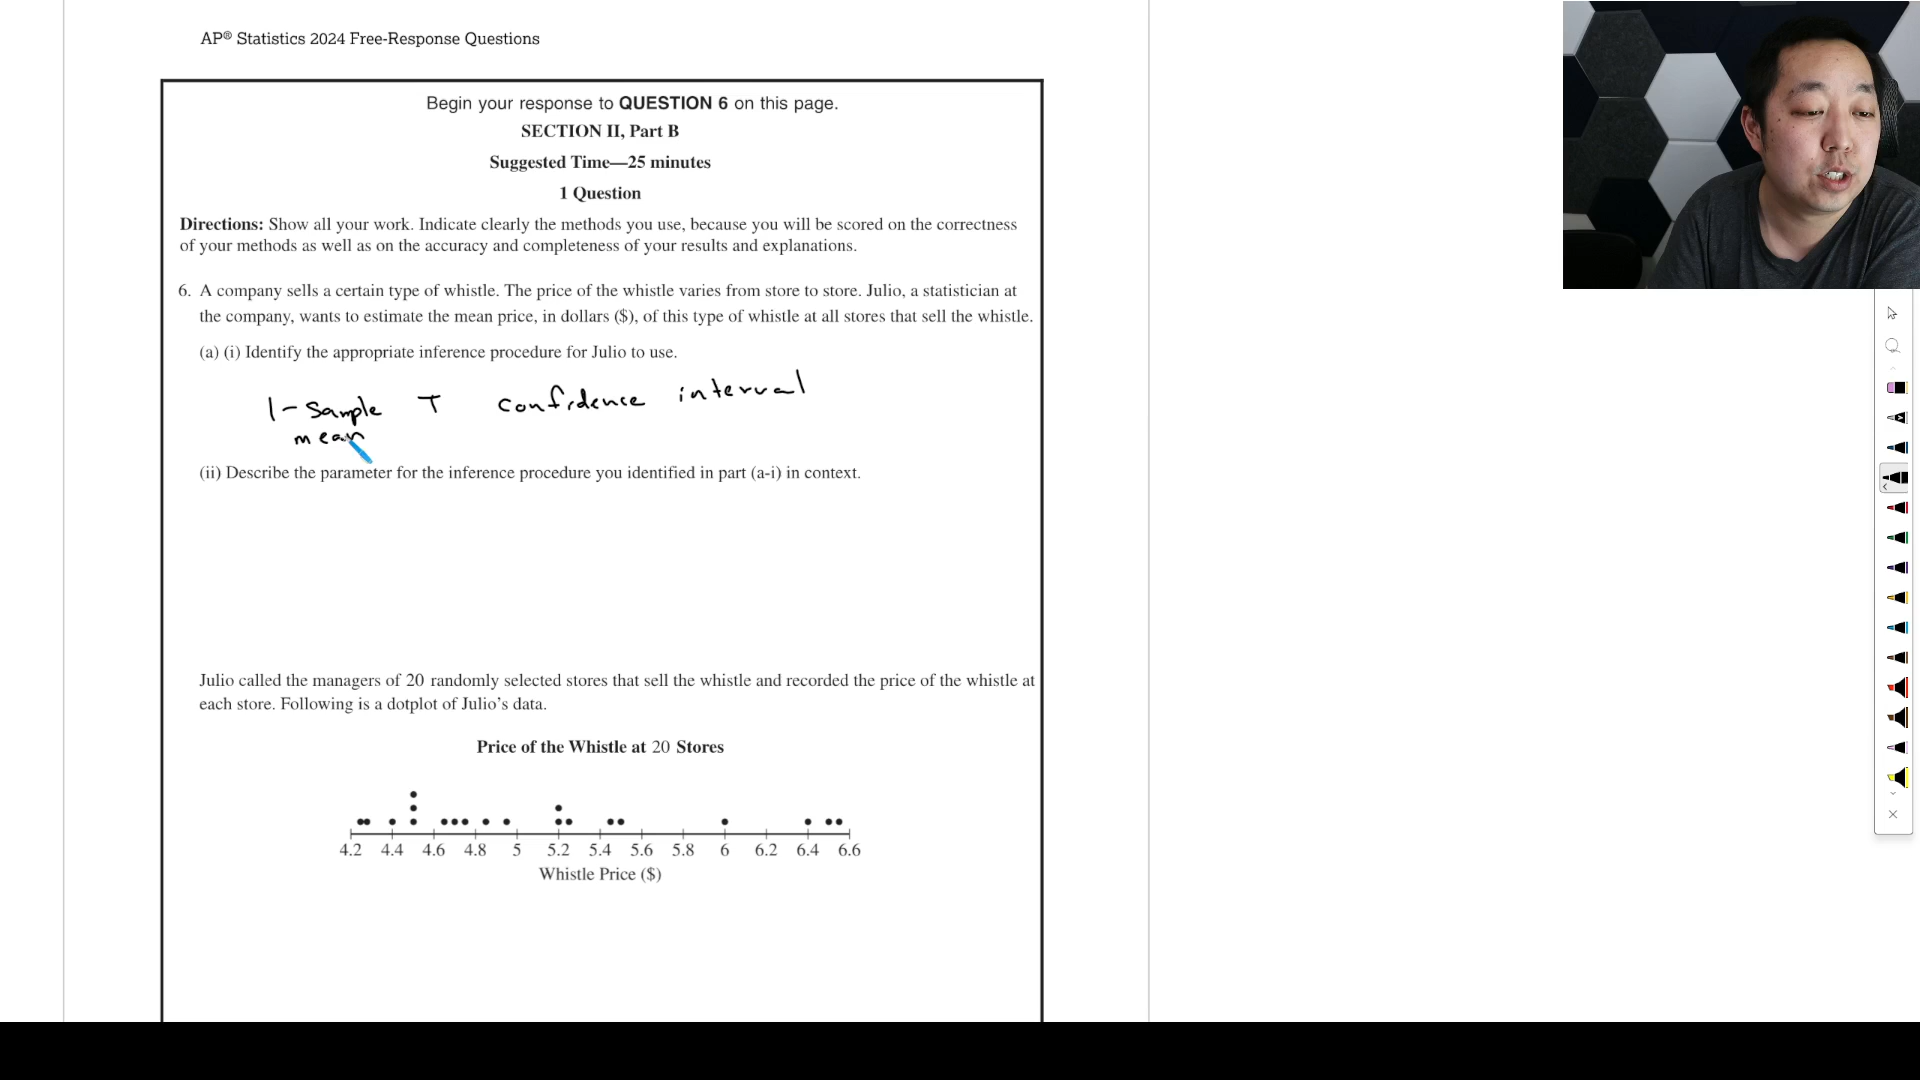 AP® Statistics 2024 Free-Response Questions
Begin your response to QUESTION 6 on this page.
SECTION II, Part B
Suggested Time—25 minutes
1 Question
Directions: Show all your work. Indicate clearly the methods you use, because you will be scored on the correctness
of your methods as well as on the accuracy and completeness of your results and explanations.
6. A company sells a certain type of whistle. The price of the whistle varies from store to store. Julio, a statistician at
the company, wants to estimate the mean price, in dollars ($), of this type of whistle at all stores that sell the whistle.
(a) (i) Identify the appropriate inference procedure for Julio to use.
1-Sample T confidence interval
mean
(ii) Describe the parameter for the inference procedure you identified in part (a-i) in context.
Julio called the managers of 20 randomly selected stores that sell the whistle and recorded the price of the whistle at
each store. Following is a dotplot of Julio’s data.
Price of the Whistle at 20 Stores
4.2 4.4 4.6 4.8 5 5.2 5.4 5.6 5.8 6 6.2 6.4 6.6
Whistle Price ($)